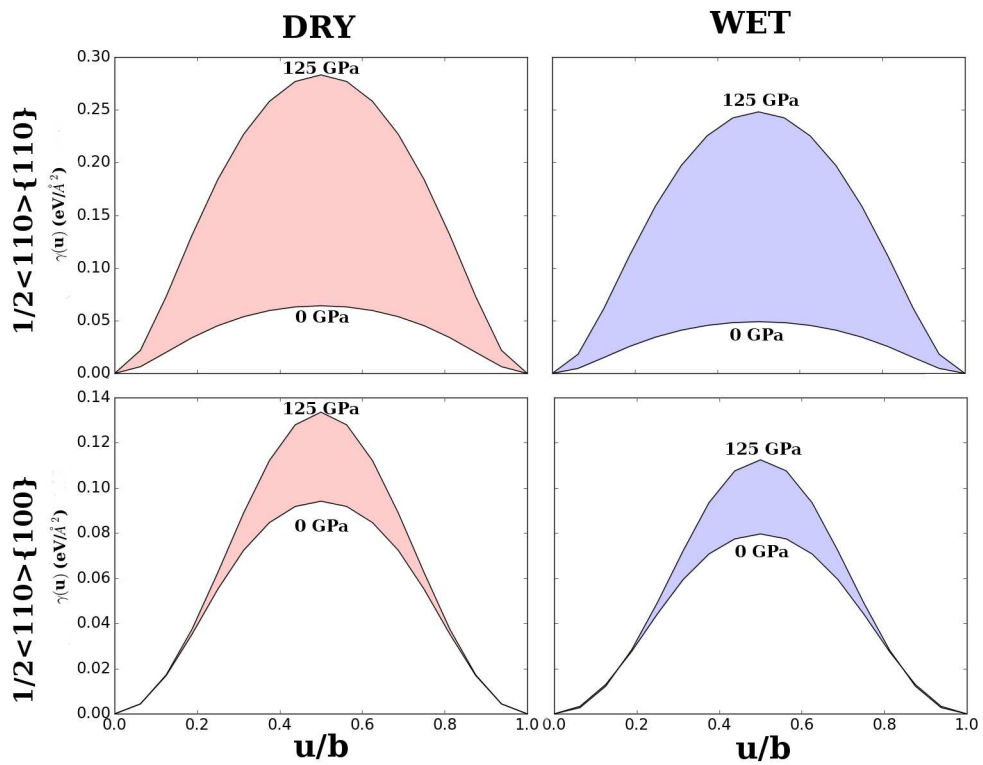 DRY
WET
1/2<110>{110}
γ(u) (eV/Å²)
0.30
0.25
0.20
0.15
0.10
0.05
0.00
125 GPa
0 GPa
125 GPa
0 GPa
1/2<110>{100}
γ(u) (eV/Å²)
0.14
0.12
0.10
0.08
0.06
0.04
0.02
0.00
125 GPa
0 GPa
125 GPa
0 GPa
0.0 0.2 0.4 0.6 0.8 1.0
0.0 0.2 0.4 0.6 0.8 1.0
u/b
u/b